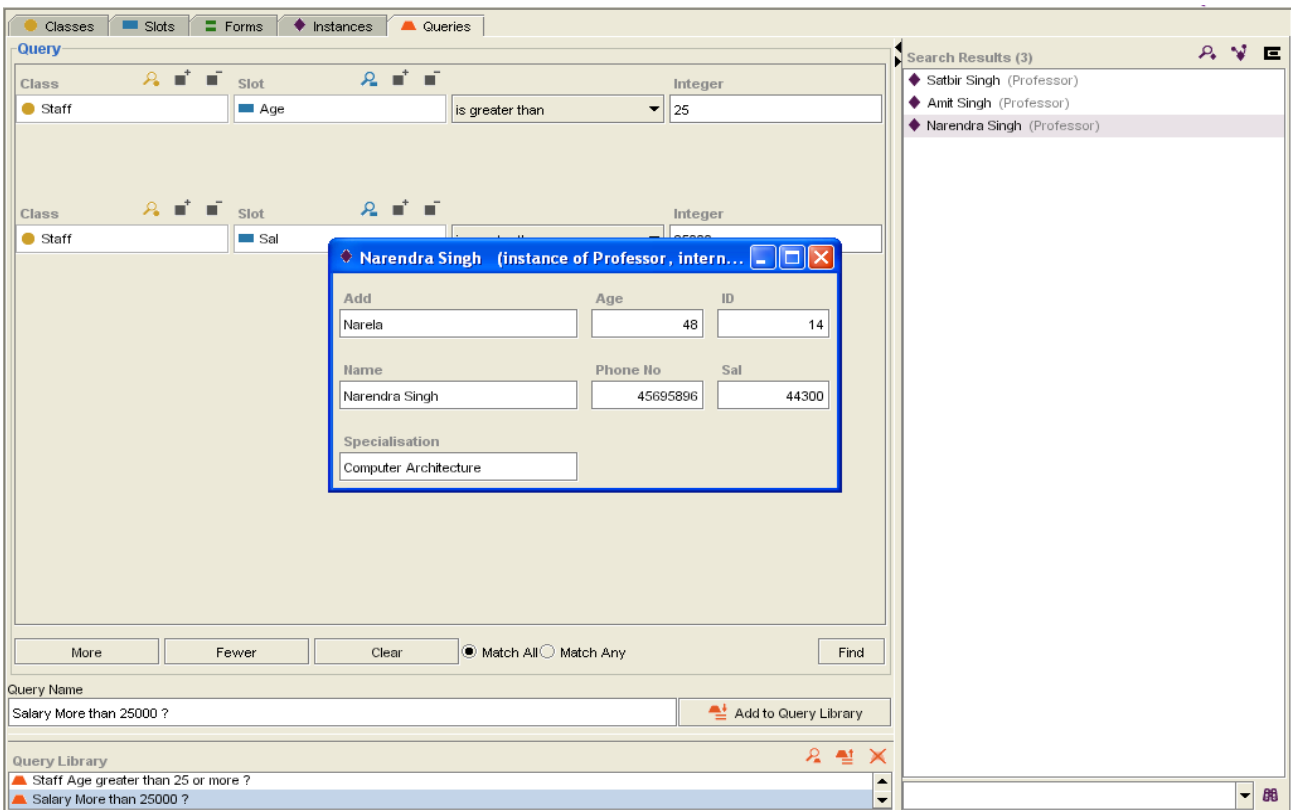 Classes Slots Forms Instances Queries
Query
Class Slot Integer
Staff Age is greater than 25
Class Slot Integer
Staff Sal
Narendra Singh (instance of Professor, intern...
Add Age ID
Narela 48 14
Name Phone No Sal
Narendra Singh 45695896 44300
Specialisation
Computer Architecture
More Fewer Clear Match All Match Any Find
Query Name
Salary More than 25000 ? Add to Query Library
Query Library
Staff Age greater than 25 or more ?
Salary More than 25000 ?
Search Results (3)
Satbir Singh (Professor)
Amit Singh (Professor)
Narendra Singh (Professor)